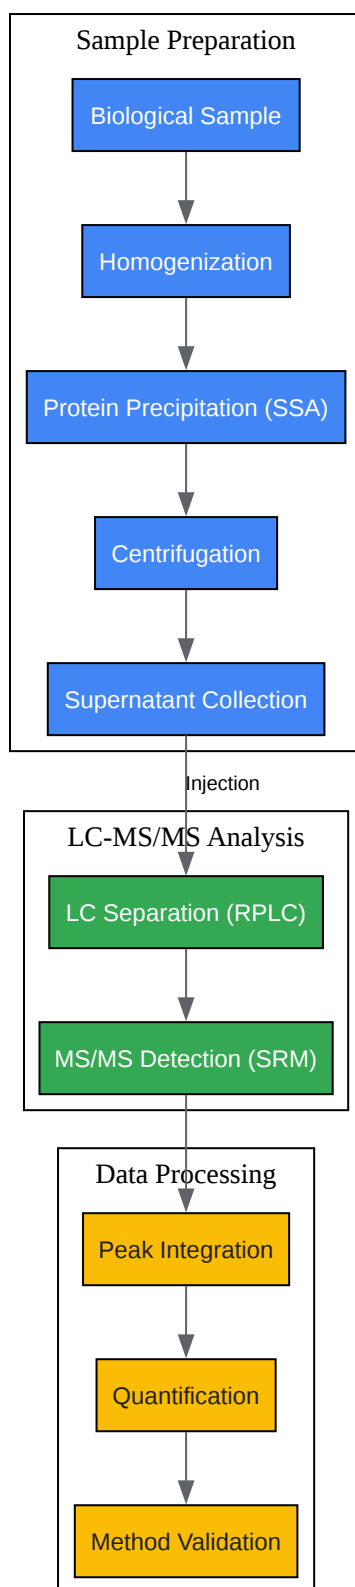 Sample Preparation
Biological Sample
Homogenization
Protein Precipitation (SSA)
Centrifugation
Supernatant Collection
Injection
LC-MS/MS Analysis
LC Separation (RPLC)
MS/MS Detection (SRM)
Data Processing
Peak Integration
Quantification
Method Validation